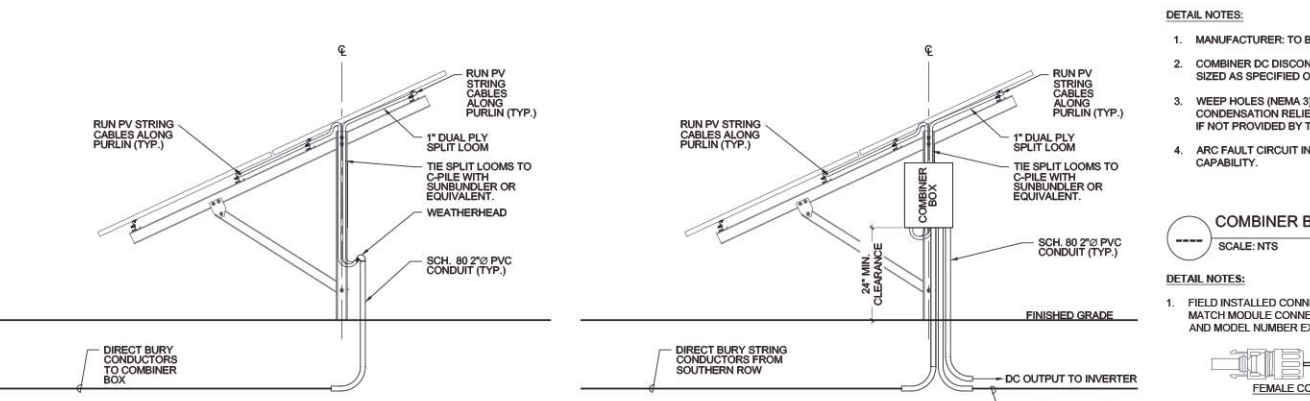 ℄
RUN PV
STRING
CABLES
ALONG
PURLIN (TYP.)
RUN PV STRING
CABLES ALONG
PURLIN (TYP.)
1" DUAL PLY
SPLIT LOOM
TIE SPLIT LOOMS TO
C-PILE WITH
SUNBUNDLER OR
EQUIVALENT.
WEATHERHEAD
SCH. 80 2"Ø PVC
CONDUIT (TYP.)
DIRECT BURY
CONDUCTORS
TO COMBINER
BOX
℄
RUN PV
STRING
CABLES
ALONG
PURLIN (TYP.)
RUN PV STRING
CABLES ALONG
PURLIN (TYP.)
1" DUAL PLY
SPLIT LOOM
TIE SPLIT LOOMS TO
C-PILE WITH
SUNBUNDLER OR
EQUIVALENT.
COMBINER
BOX
24" MIN.
CLEARANCE
SCH. 80 2"Ø PVC
CONDUIT (TYP.)
FINISHED GRADE
DIRECT BURY STRING
CONDUCTORS FROM
SOUTHERN ROW
DC OUTPUT TO INVERTER
DETAIL NOTES:
1. MANUFACTURER: TO B
2. COMBINER DC DISCON
SIZED AS SPECIFIED O
3. WEEP HOLES (NEMA 3
CONDENSATION RELIE
IF NOT PROVIDED BY T
4. ARC FAULT CIRCUIT IN
CAPABILITY.
COMBINER B
----
SCALE: NTS
DETAIL NOTES:
1. FIELD INSTALLED CONN
MATCH MODULE CONNE
AND MODEL NUMBER E
FEMALE CO